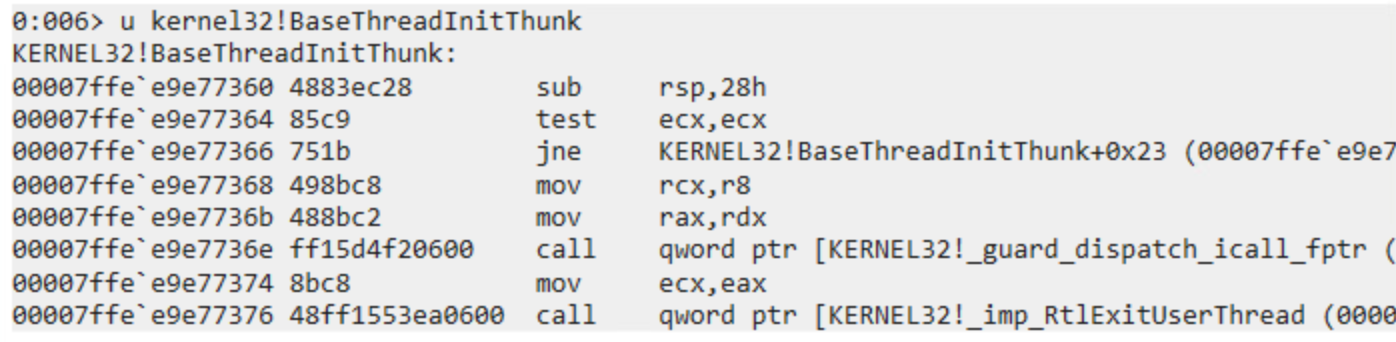 0:006> u kernel32!BaseThreadInitThunk
KERNEL32!BaseThreadInitThunk:
00007ffe`e9e77360 4883ec28        sub     rsp,28h
00007ffe`e9e77364 85c9            test    ecx,ecx
00007ffe`e9e77366 751b            jne     KERNEL32!BaseThreadInitThunk+0x23 (00007ffe`e9e7
00007ffe`e9e77368 498bc8          mov     rcx,r8
00007ffe`e9e7736b 488bc2          mov     rax,rdx
00007ffe`e9e7736e ff15d4f20600    call    qword ptr [KERNEL32!_guard_dispatch_icall_fptr (
00007ffe`e9e77374 8bc8            mov     ecx,eax
00007ffe`e9e77376 48ff1553ea0600  call    qword ptr [KERNEL32!_imp_RtlExitUserThread (0000